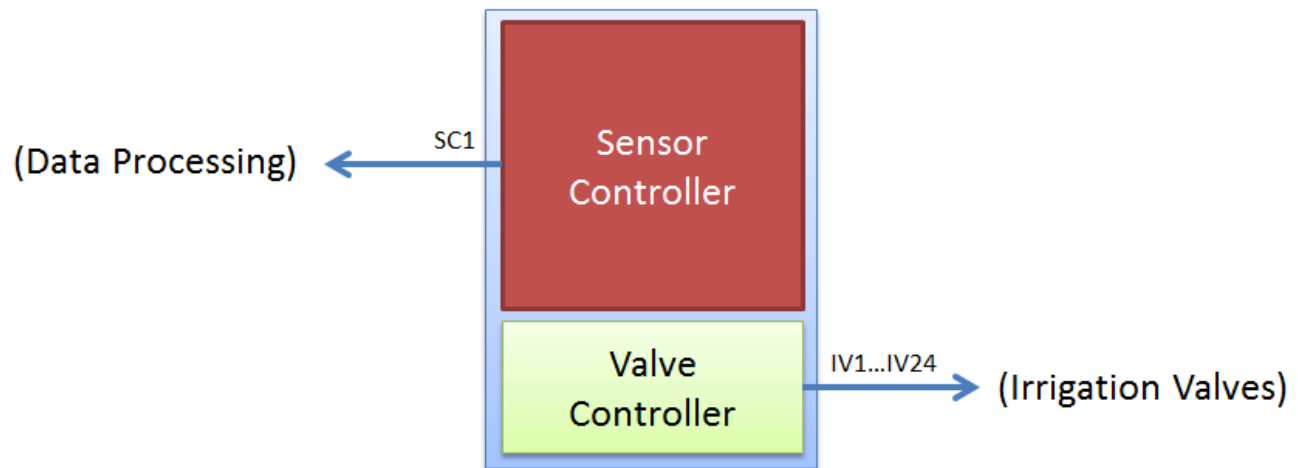 SC1
(Data Processing)
Sensor
Controller
Valve
Controller
IV1...IV24
(Irrigation Valves)